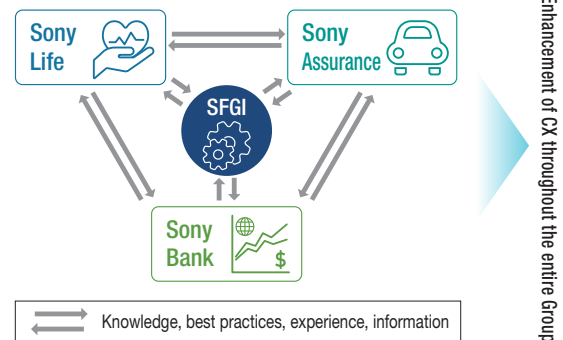 Sony
Life
Sony
Assurance
SFGI
Sony
Bank
$
Knowledge, best practices, experience, information
Enhancement of CX throughout the entire Group